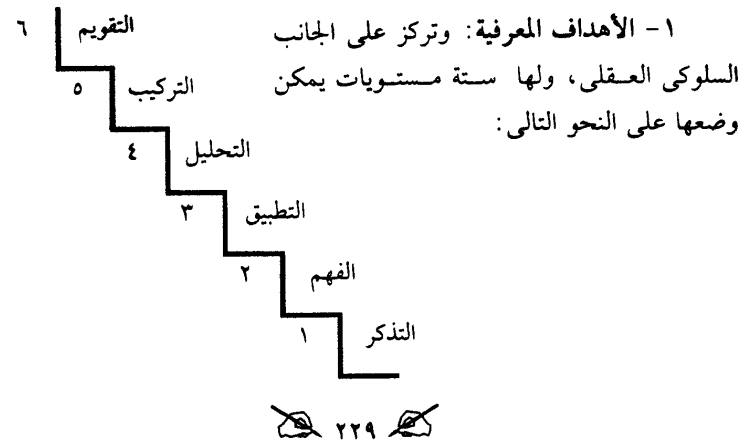 ١ - الأهداف المعرفية: وتركز على الجانب
السلوكى العقلى، ولها ستة مستويات يمكن
وضعها على النحو التالى:
٦ التقويم
٥ التركيب
٤ التحليل
٣ التطبيق
٢ الفهم
١ التذكر
٢٢٩